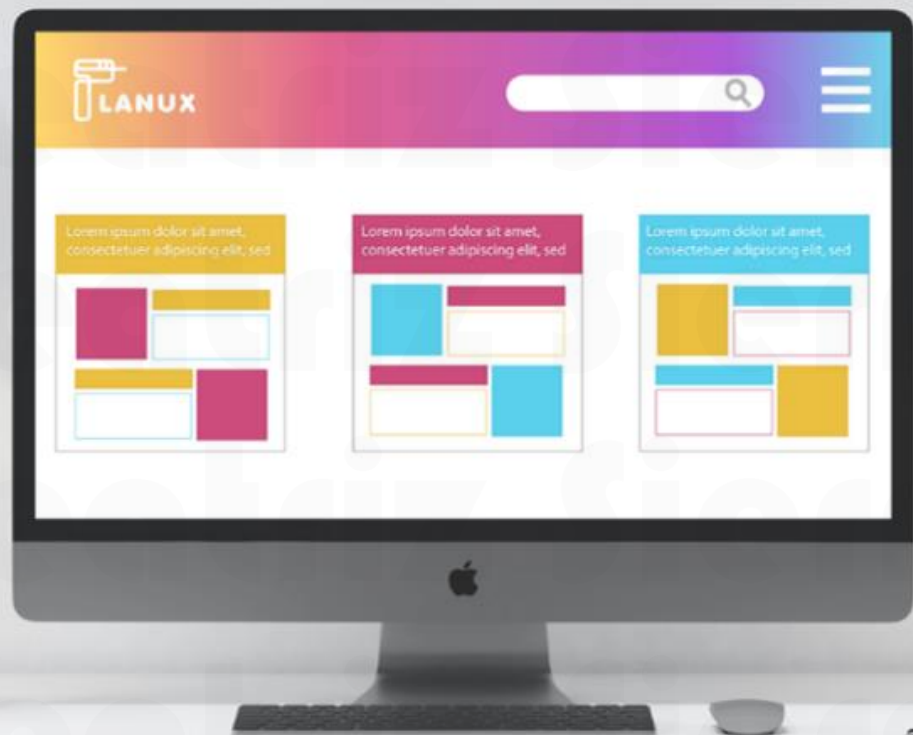 LANUX
Lorem ipsum dolor sit amet,
consectetuer adipiscing elit, sed
Lorem ipsum dolor sit amet,
consectetuer adipiscing elit, sed
Lorem ipsum dolor sit amet,
consectetuer adipiscing elit, sed